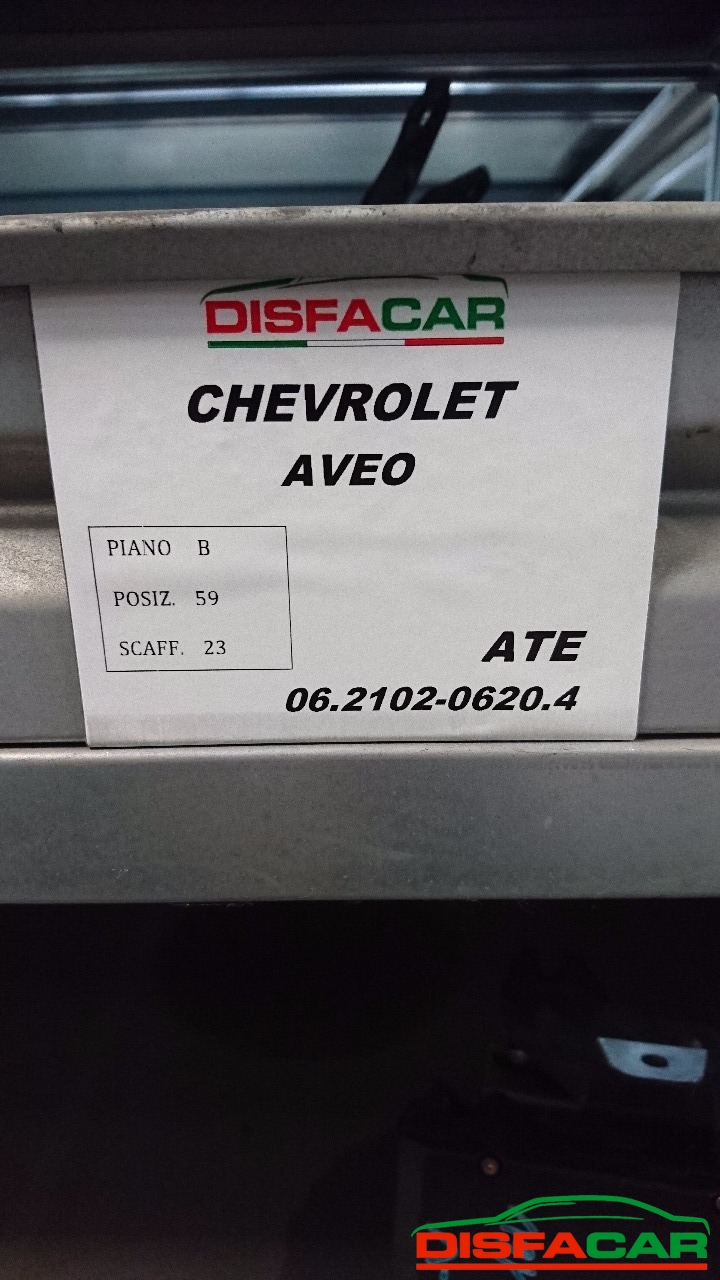 DISFACAR
CHEVROLET
AVEO
PIANO B
POSIZ. 59
SCAFF. 23
ATE
06.2102-0620.4
DISFACAR